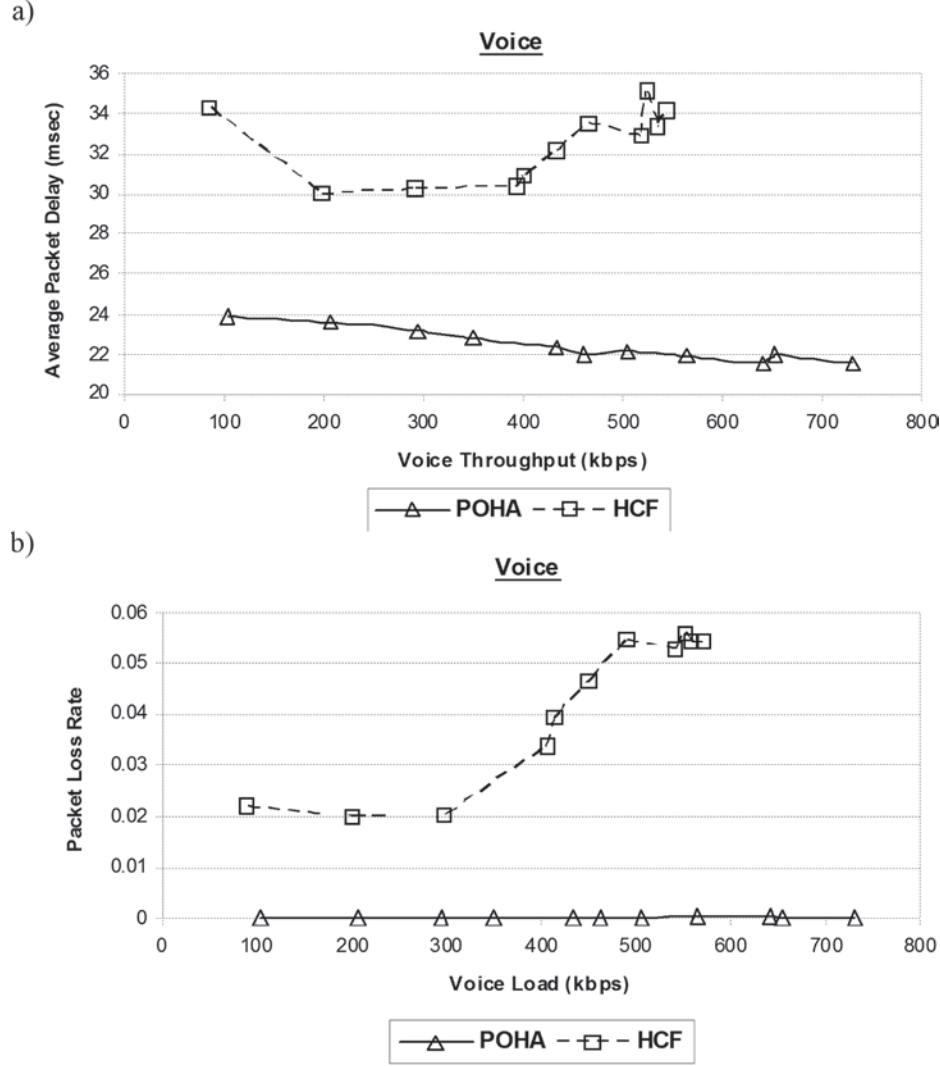 a)
Voice
36
34
32
30
28
26
24
22
20
Average Packet Delay (msec)
0 100 200 300 400 500 600 700 800
Voice Throughput (kbps)
POHA HCF
b)
Voice
0.06
0.05
0.04
0.03
0.02
0.01
0
Packet Loss Rate
0 100 200 300 400 500 600 700 800
Voice Load (kbps)
POHA HCF